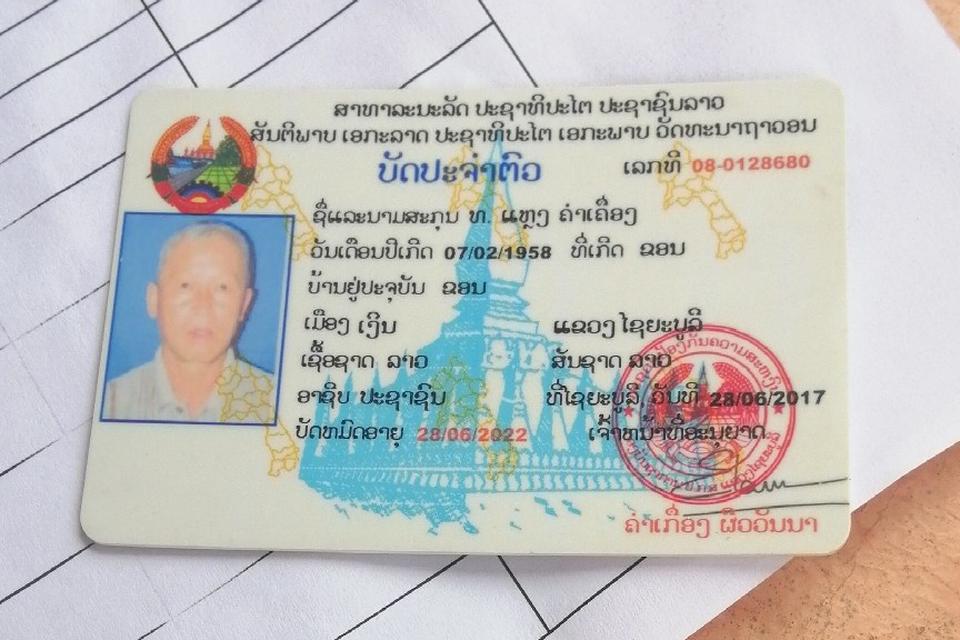 ສາທາລະນະລັດ ປະຊາທິປະໄຕ ປະຊາຊົນລາວ
ສັນຕິພາບ ເອກະລາດ ປະຊາທິປະໄຕ ເອກະພາບ ວັດທະນາຖາວອນ
ບັດປະຈໍາຕົວ ເລກທີ 08-0128680
ຊື່ແລະນາມສະກຸນ ທ. ແຫຼງ ຄໍາເຄື່ອງ
ວັນເດືອນປີເກີດ 07/02/1958 ທີ່ເກີດ ຂອນ
ບ້ານຢູ່ປະຈຸບັນ ຂອນ
ເມືອງ ເງິນ ແຂວງ ໄຊຍະບູລີ
ເຊື້ອຊາດ ລາວ ສັນຊາດ ລາວ
ອາຊີບ ປະຊາຊົນ ທີ່ໄຊຍະບູລີ, ວັນທີ 28/06/2017
ບັດຫມົດອາຍຸ 28/06/2022 ເຈົ້າຫນ້າທີ່ອະນຸຍາດ
ຄໍາເກື່ອງ ຜິວວັນນາ